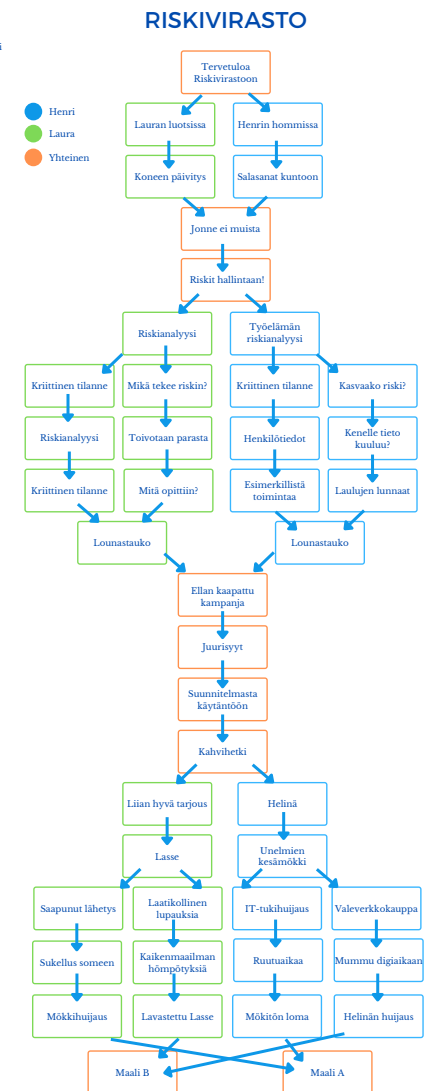 RISKIVIRASTO
i
Tervetuloa
Riskivirastoon
Henri
Laura
Yhteinen
Lauran luotsissa
Henrin hommissa
Koneen päivitys
Salasanat kuntoon
Jonne ei muista
Riskit hallintaan!
Riskianalyysi
Työelämän
riskianalyysi
Kriittinen tilanne
Mikä tekee riskin?
Kriittinen tilanne
Kasvaako riski?
Riskianalyysi
Toivotaan parasta
Henkilötiedot
Kenelle tieto
kuuluu?
Kriittinen tilanne
Mitä opittiin?
Esimerkillistä
toimintaa
Laulujen lunnaat
Lounastauko
Lounastauko
Ellan kaapattu
kampanja
Juurisyyt
Suunnitelmasta
käytäntöön
Kahvihetki
Liian hyvä tarjous
Helinä
Lasse
Unelmien
kesämökki
Saapunut lähetys
Laatikollinen
lupauksia
IT-tukihuijaus
Valeverkkokauppa
Sukellus someen
Kaikenmaailman
hömpötyksiä
Ruutuaikaa
Mummu digiaikaan
Mökkihuijaus
Lavastettu Lasse
Mökitön loma
Helinän huijaus
Maali B
Maali A